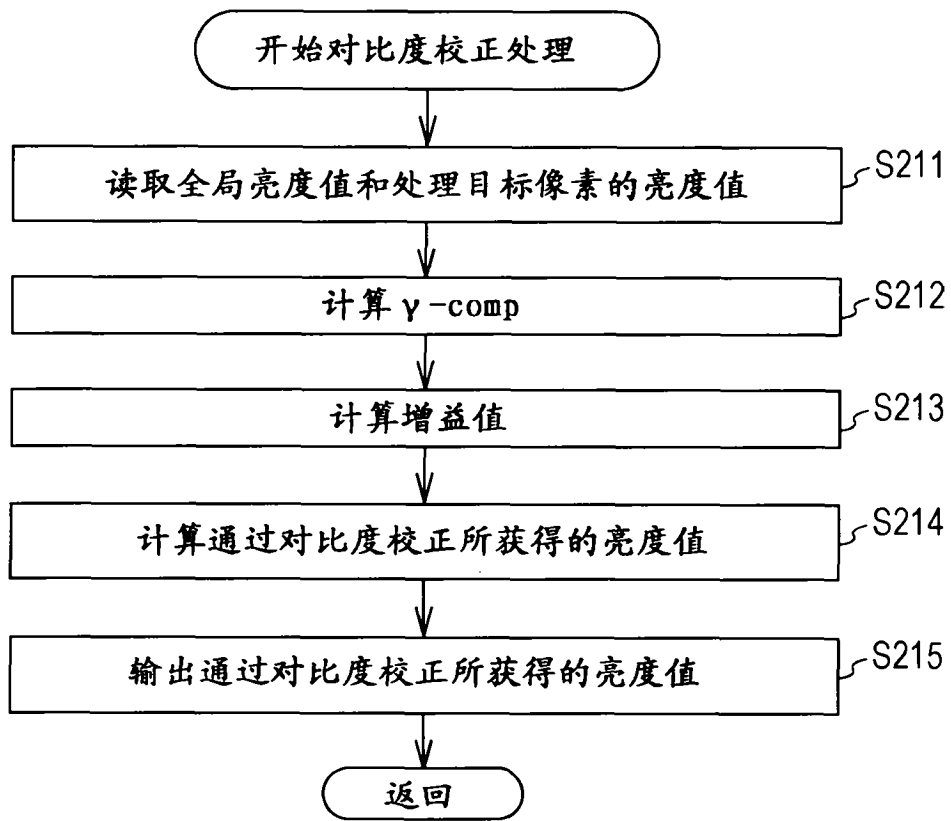 开始对比度校正处理
读取全局亮度值和处理目标像素的亮度值
S211
计算γ-comp
S212
计算增益值
S213
计算通过对比度校正所获得的亮度值
S214
输出通过对比度校正所获得的亮度值
S215
返回